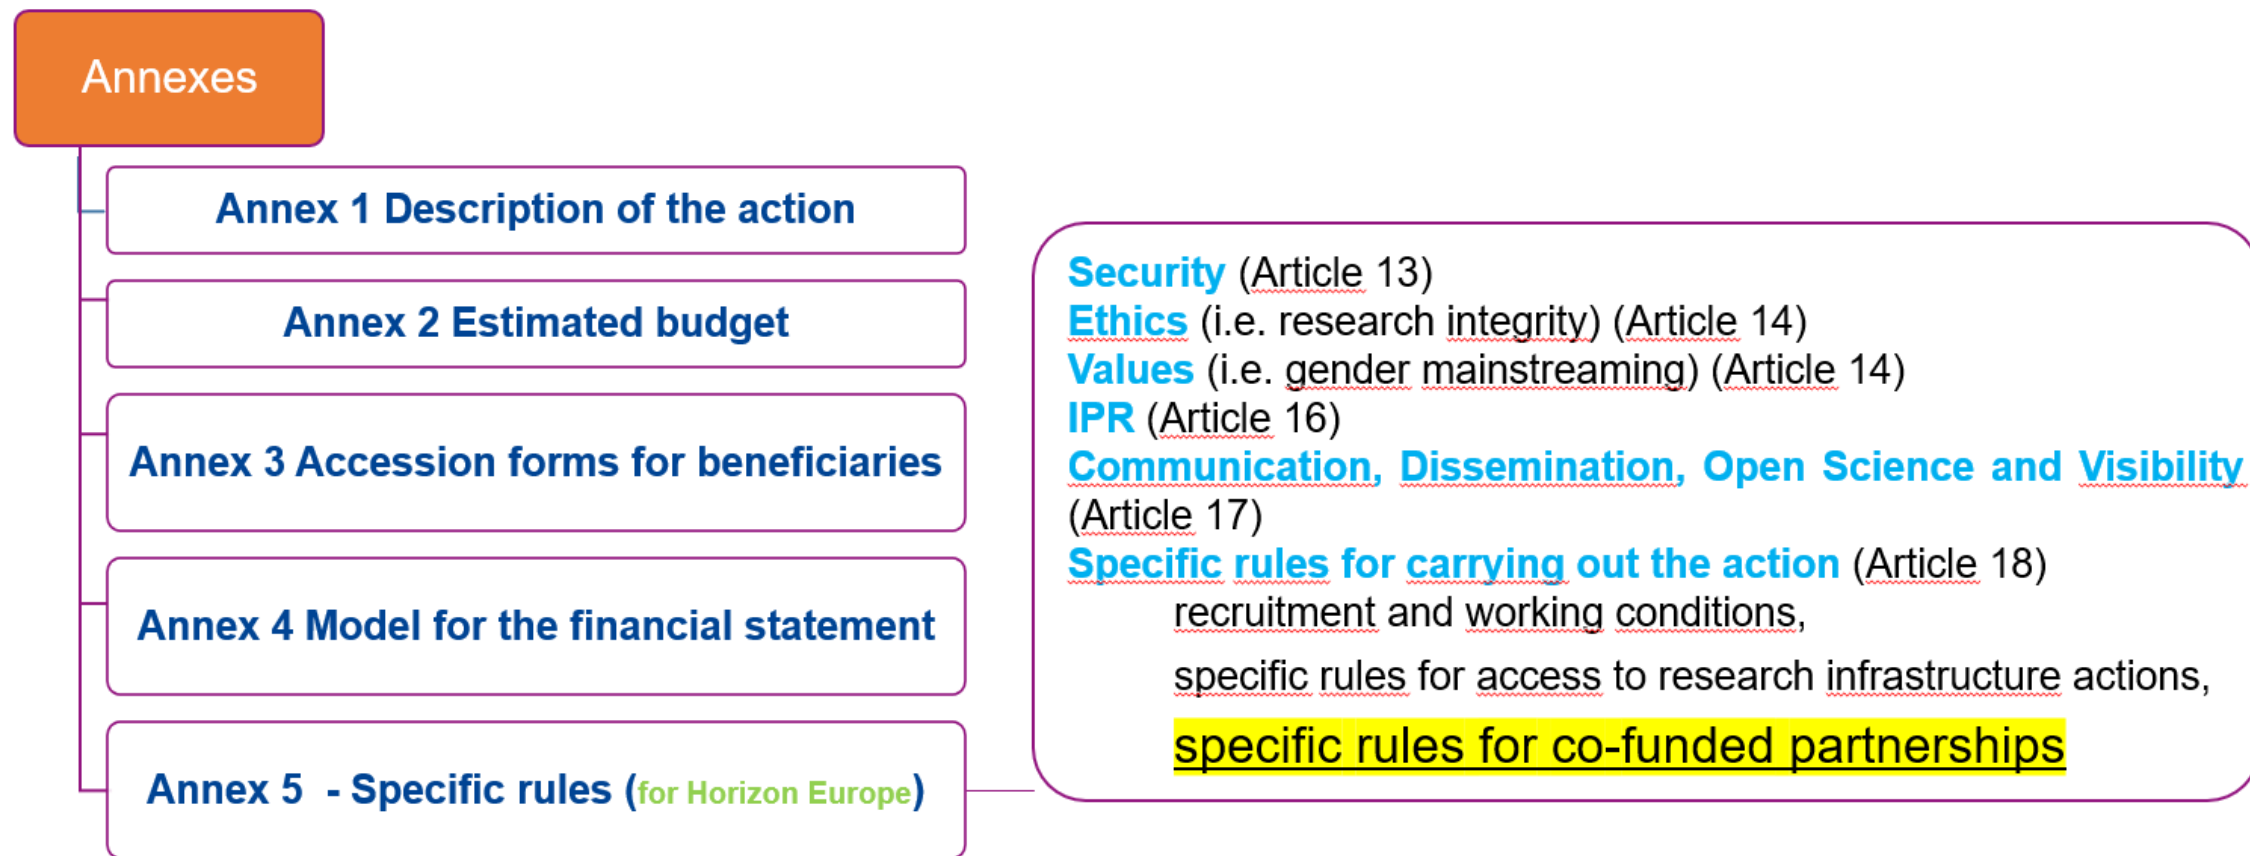 Annexes
Annex 1 Description of the action
Annex 2 Estimated budget
Annex 3 Accession forms for beneficiaries
Annex 4 Model for the financial statement
Annex 5 - Specific rules (for Horizon Europe)
Security (Article 13)
Ethics (i.e. research integrity) (Article 14)
Values (i.e. gender mainstreaming) (Article 14)
IPR (Article 16)
Communication, Dissemination, Open Science and Visibility
(Article 17)
Specific rules for carrying out the action (Article 18)
recruitment and working conditions,
specific rules for access to research infrastructure actions,
specific rules for co-funded partnerships